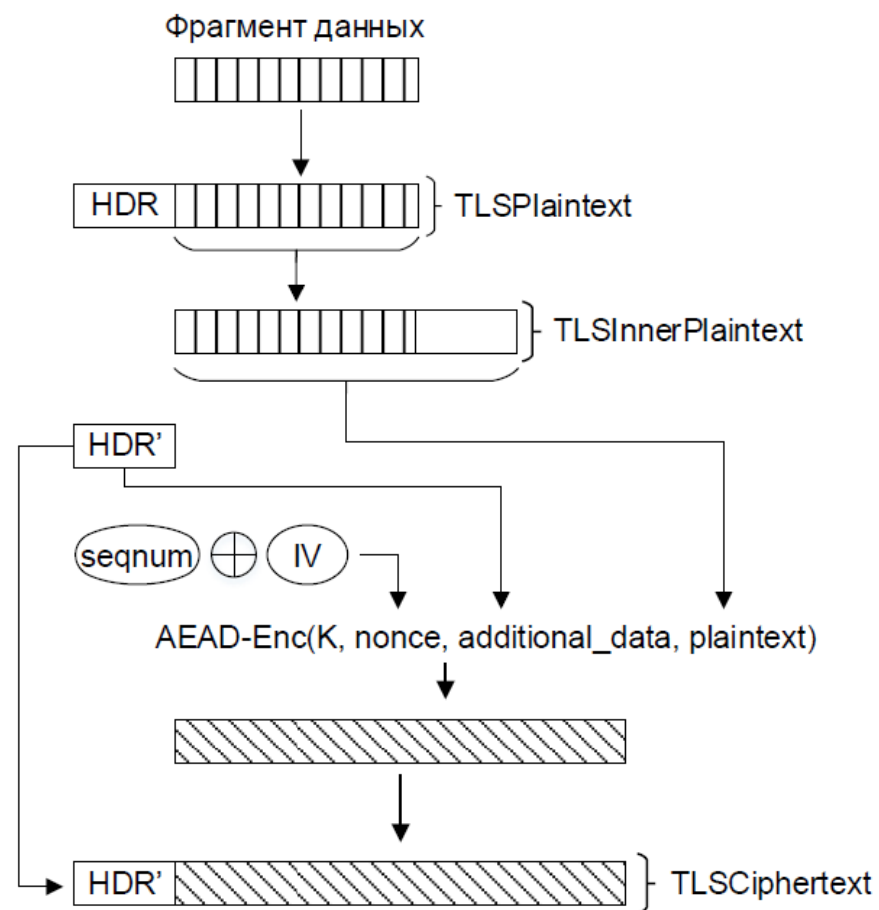 Фрагмент данных
HDR
TLSPlaintext
TLSInnerPlaintext
HDR’
seqnum
IV
AEAD-Enc(K, nonce, additional_data, plaintext)
HDR’
TLSCiphertext